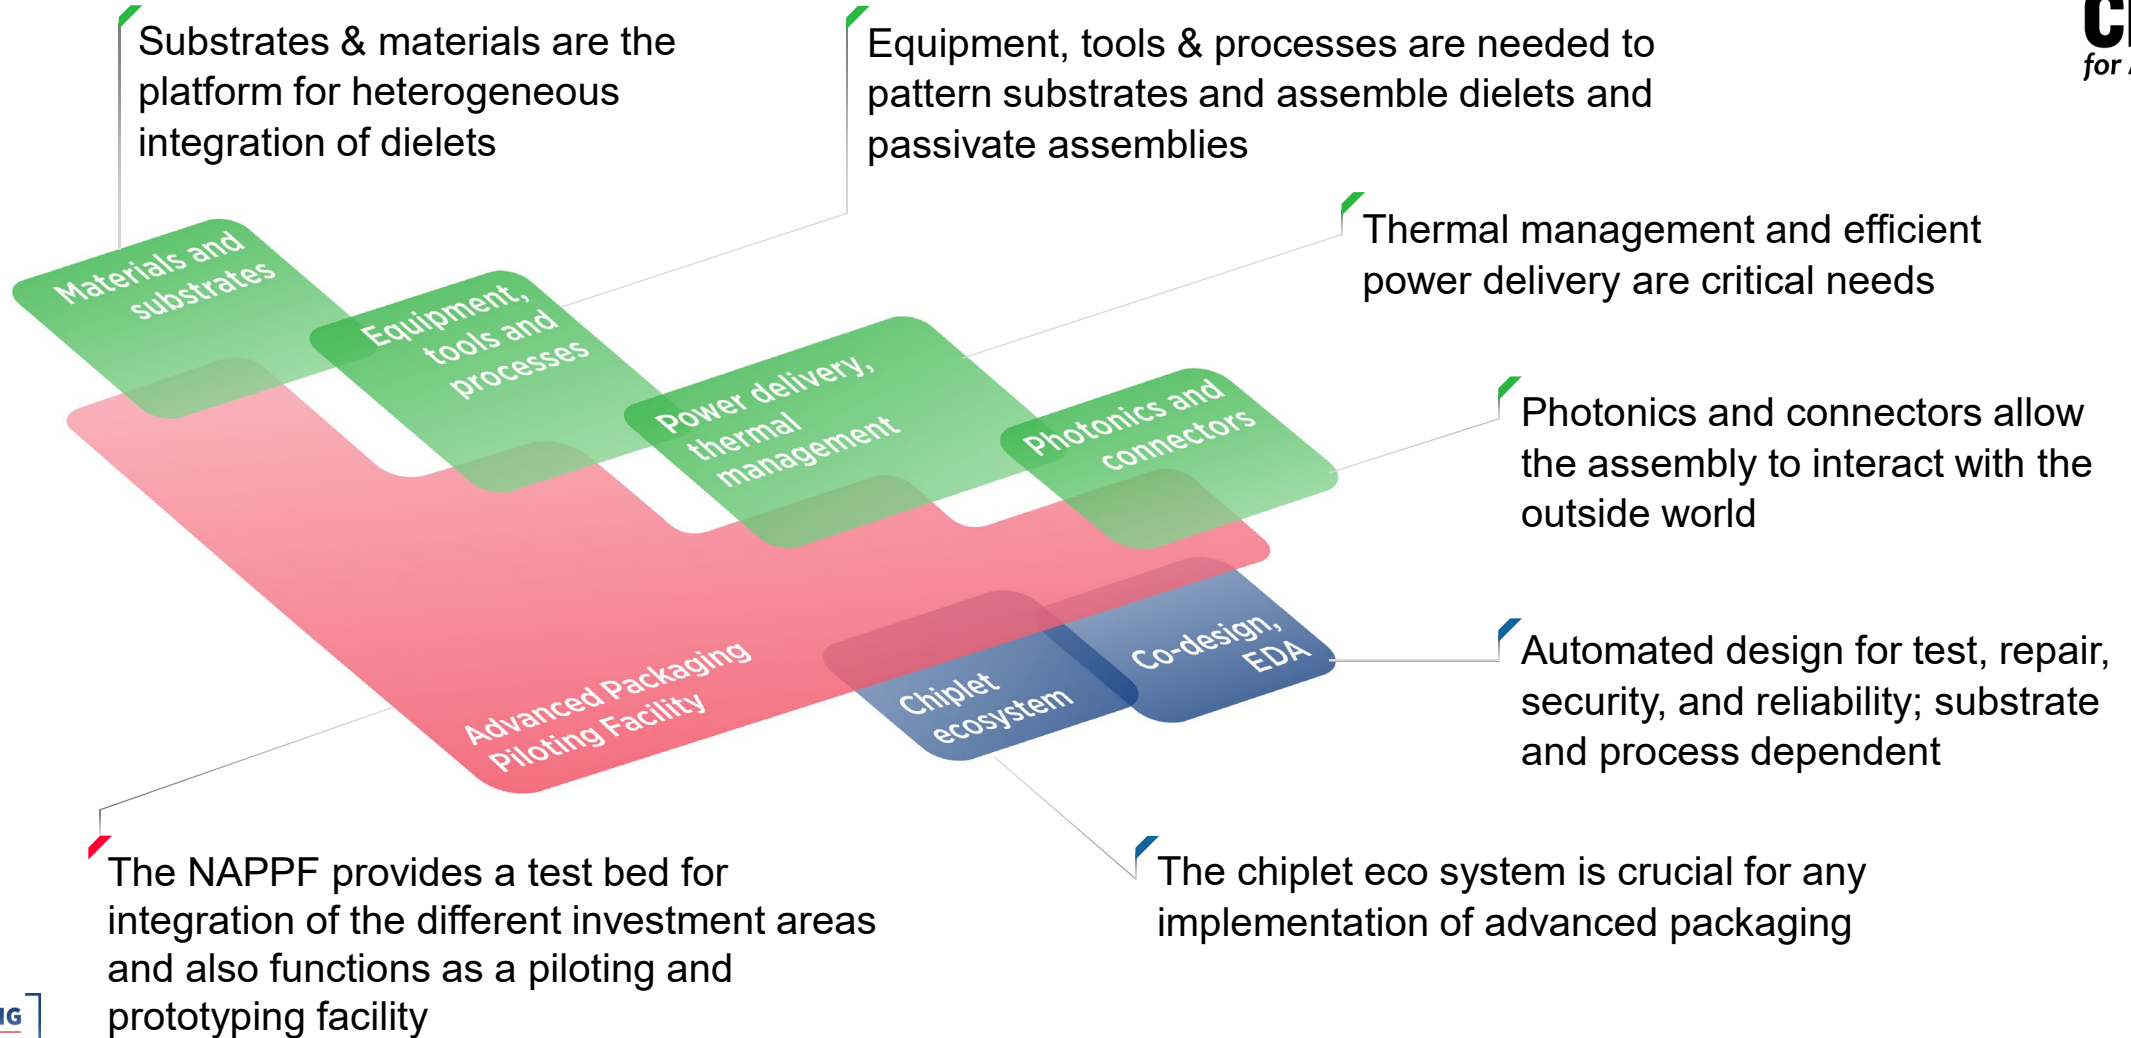 Substrates & materials are the
platform for heterogeneous
integration of dielets
Equipment, tools & processes are needed to
pattern substrates and assemble dielets and
passivate assemblies
for
Thermal management and efficient
power delivery are critical needs
Materials and
substrates
Equipment,
tools and
processes
Power delivery,
thermal
management
Photonics and
connectors
Photonics and connectors allow
the assembly to interact with the
outside world
Advanced Packaging
Piloting Facility
Chiplet
ecosystem
Co-design,
EDA
Automated design for test, repair,
security, and reliability; substrate
and process dependent
The NAPPF provides a test bed for
integration of the different investment areas
and also functions as a piloting and
prototyping facility
The chiplet eco system is crucial for any
implementation of advanced packaging